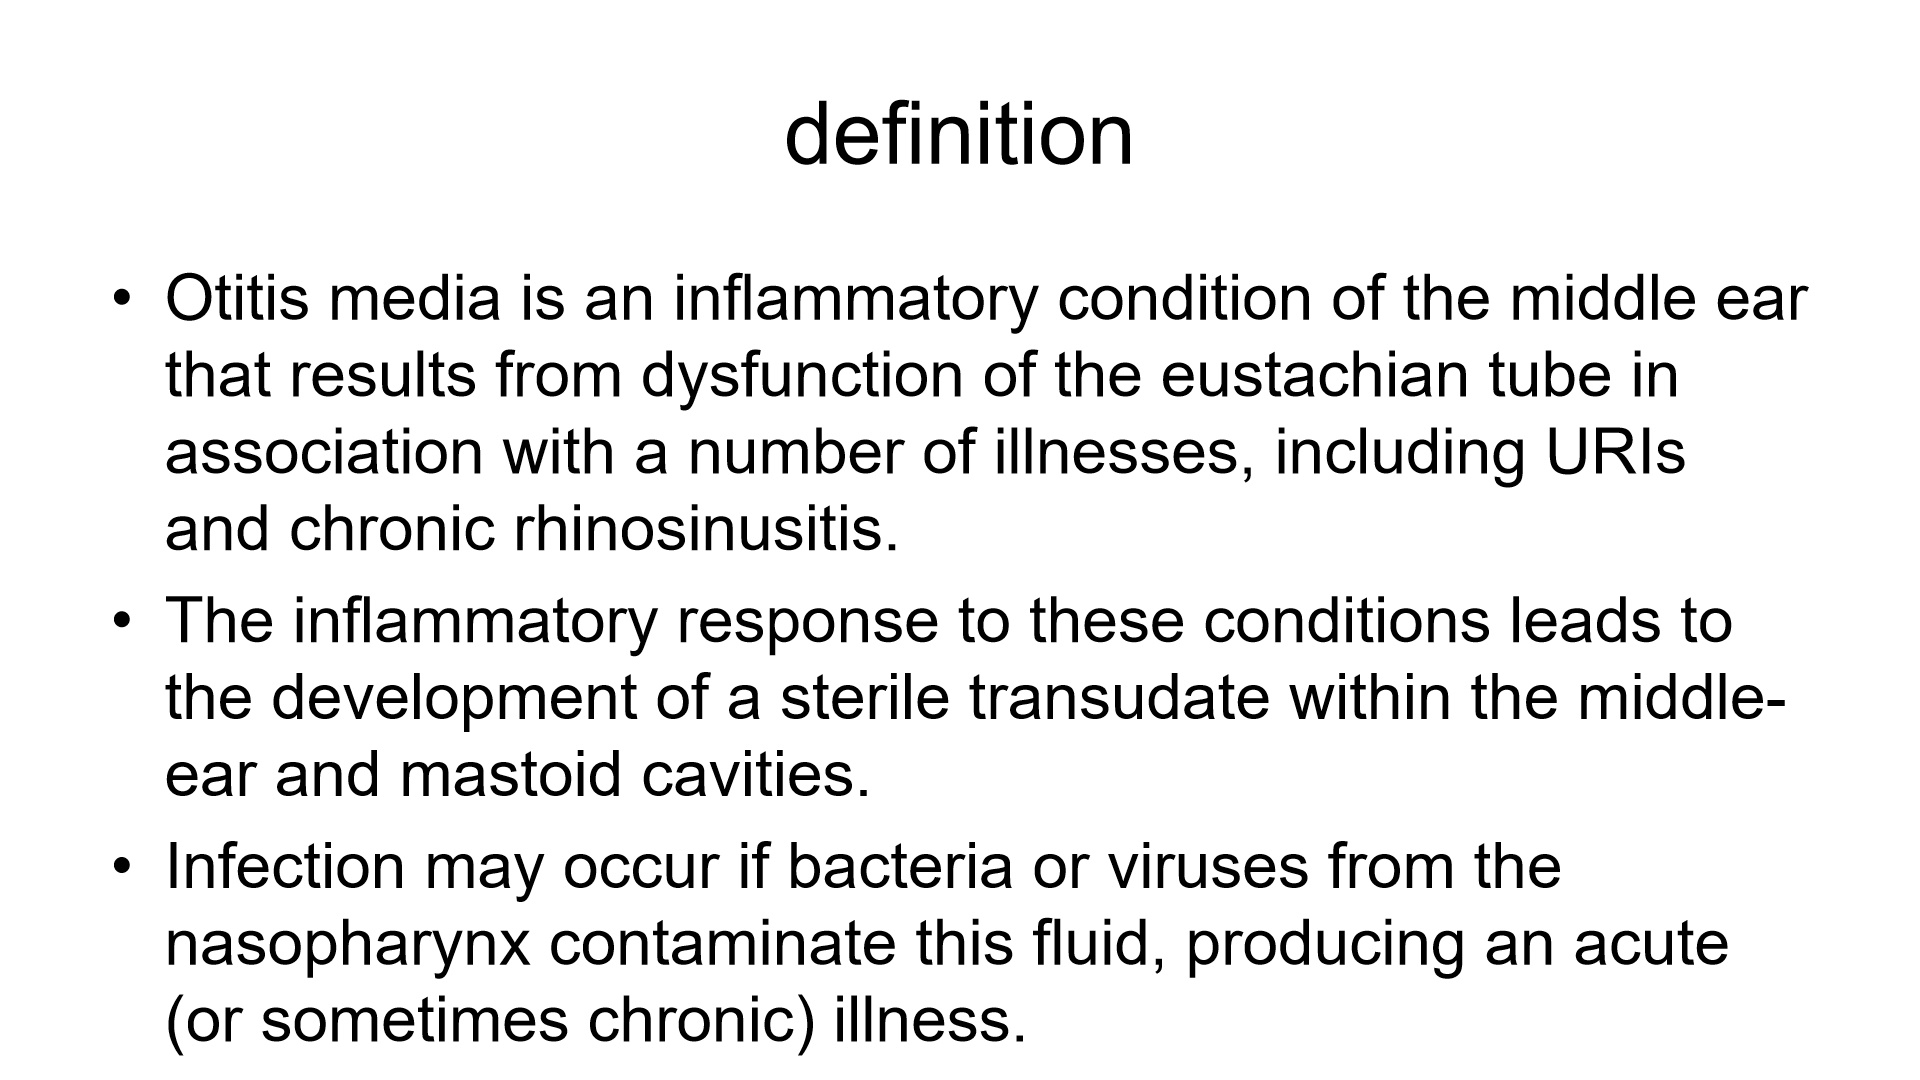 definition
• Otitis media is an inflammatory condition of the middle ear
that results from dysfunction of the eustachian tube in
association with a number of illnesses, including URIs
and chronic rhinosinusitis.
• The inflammatory response to these conditions leads to
the development of a sterile transudate within the middle-
ear and mastoid cavities.
• Infection may occur if bacteria or viruses from the
nasopharynx contaminate this fluid, producing an acute
(or sometimes chronic) illness.